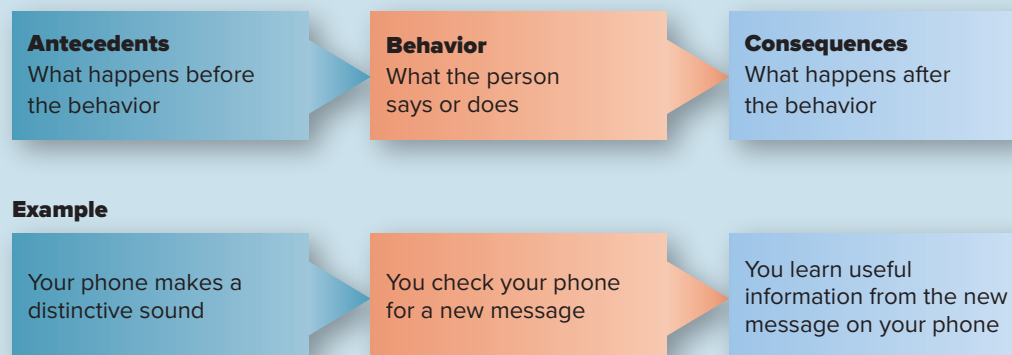 Antecedents
What happens before
the behavior
Behavior
What the person
says or does
Consequences
What happens after
the behavior
Example
Your phone makes a
distinctive sound
You check your phone
for a new message
You learn useful
information from the new
message on your phone